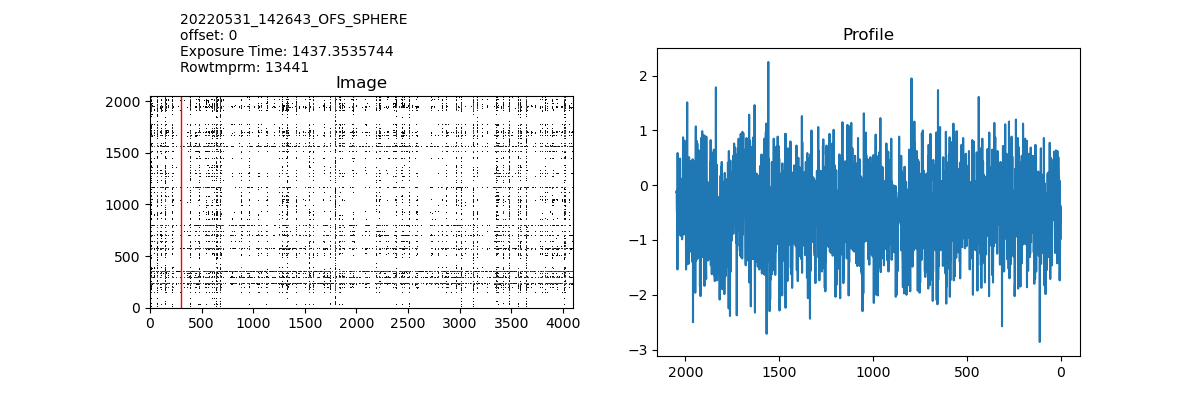 20220531_142643_OFS_SPHERE
offset: 0
Exposure Time: 1437.3535744
Rowtmprm: 13441
Image
2000
1500
1000
500
0
0 500 1000 1500 2000 2500 3000 3500 4000
Profile
2
1
0
−1
−2
−3
2000 1500 1000 500 0